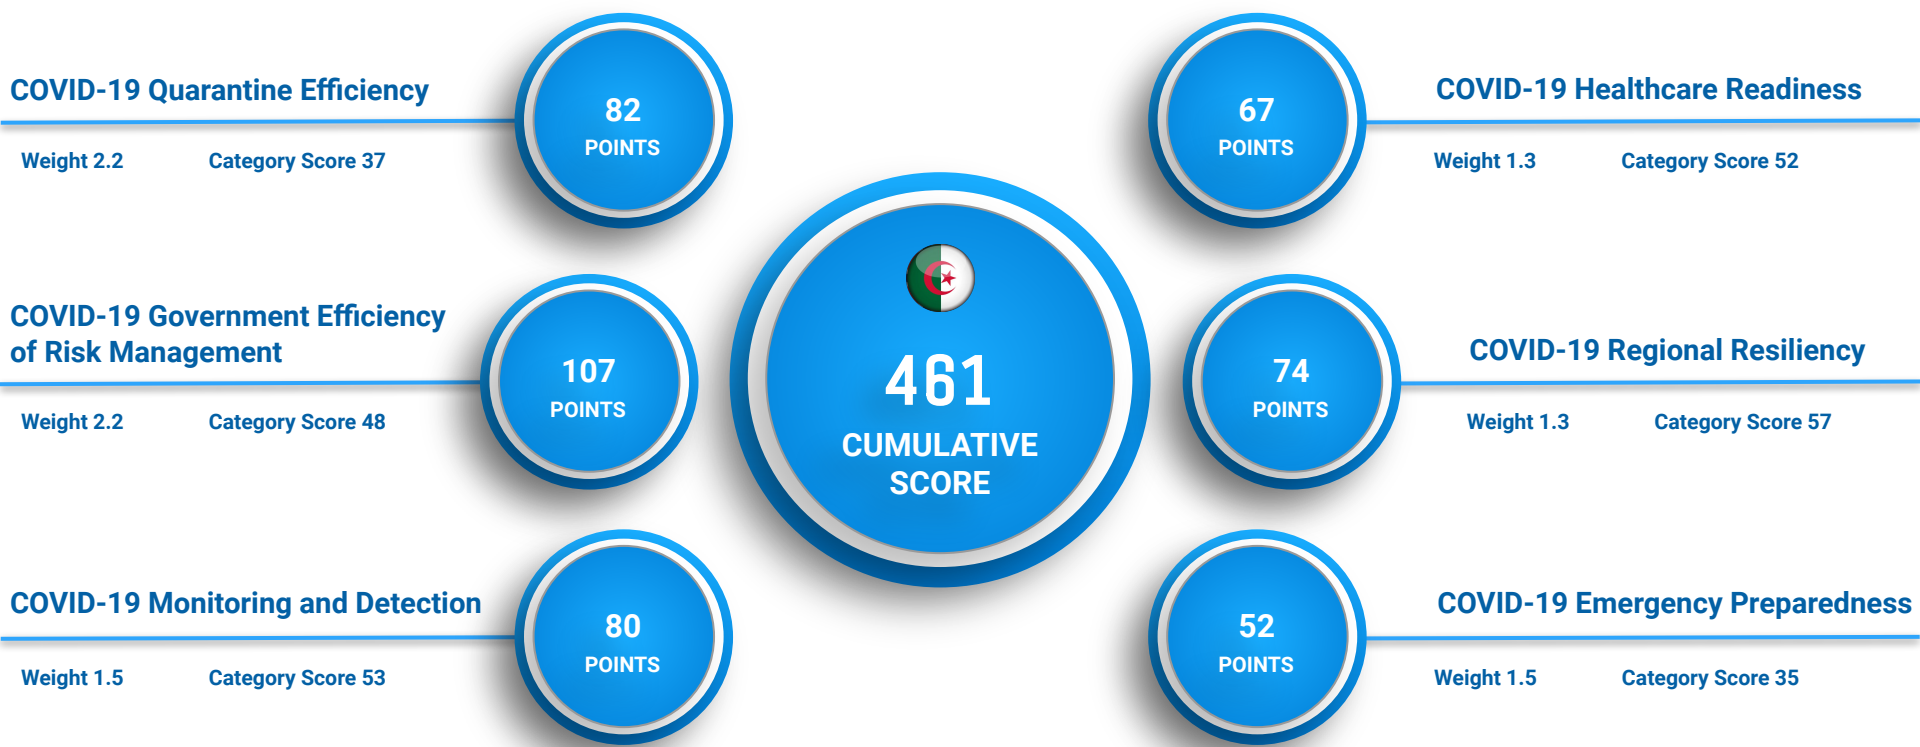 COVID-19 Quarantine Efficiency
Weight 2.2 Category Score 37
82
POINTS
COVID-19 Government Efficiency
of Risk Management
Weight 2.2 Category Score 48
107
POINTS
COVID-19 Monitoring and Detection
Weight 1.5 Category Score 53
80
POINTS
461
CUMULATIVE
SCORE
67
POINTS
COVID-19 Healthcare Readiness
Weight 1.3 Category Score 52
74
POINTS
COVID-19 Regional Resiliency
Weight 1.3 Category Score 57
52
POINTS
COVID-19 Emergency Preparedness
Weight 1.5 Category Score 35